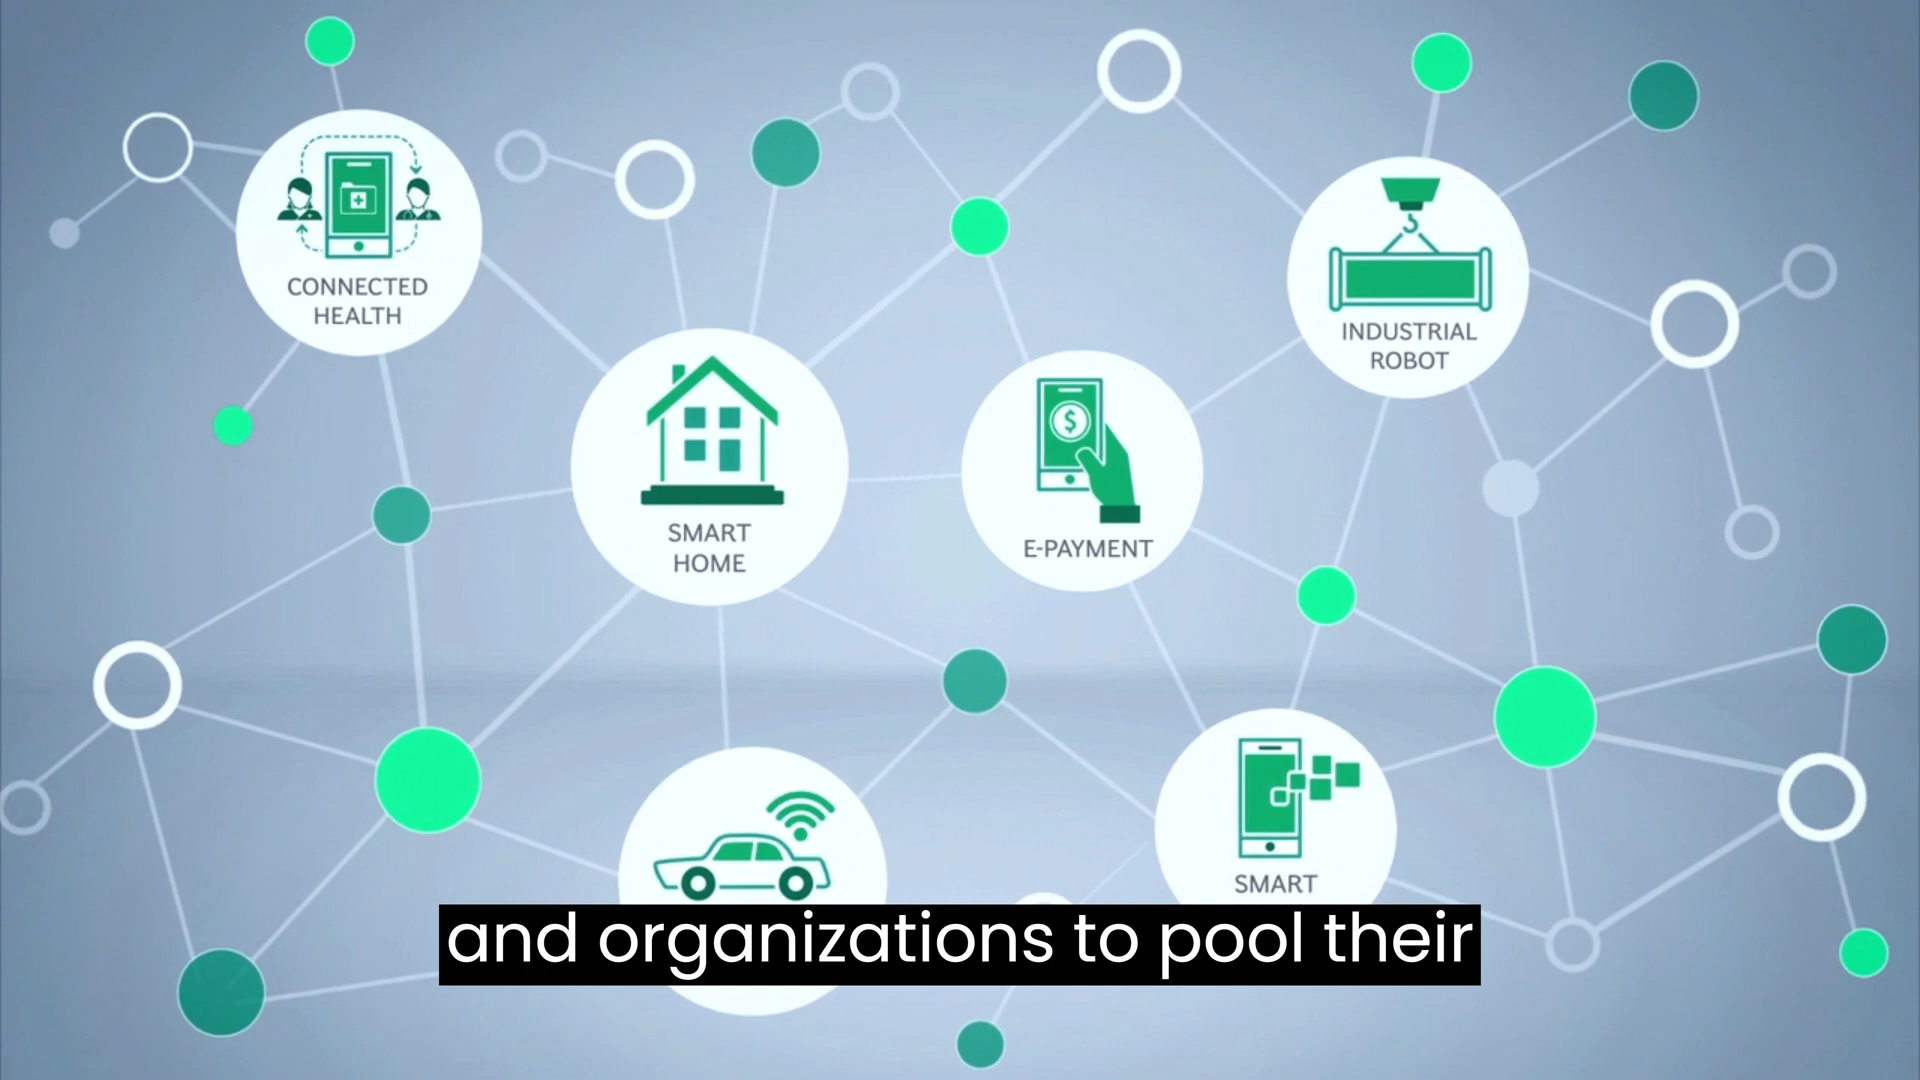 CONNECTED
HEALTH
INDUSTRIAL
ROBOT
SMART
HOME
$
E-PAYMENT
SMART
and organizations to pool their